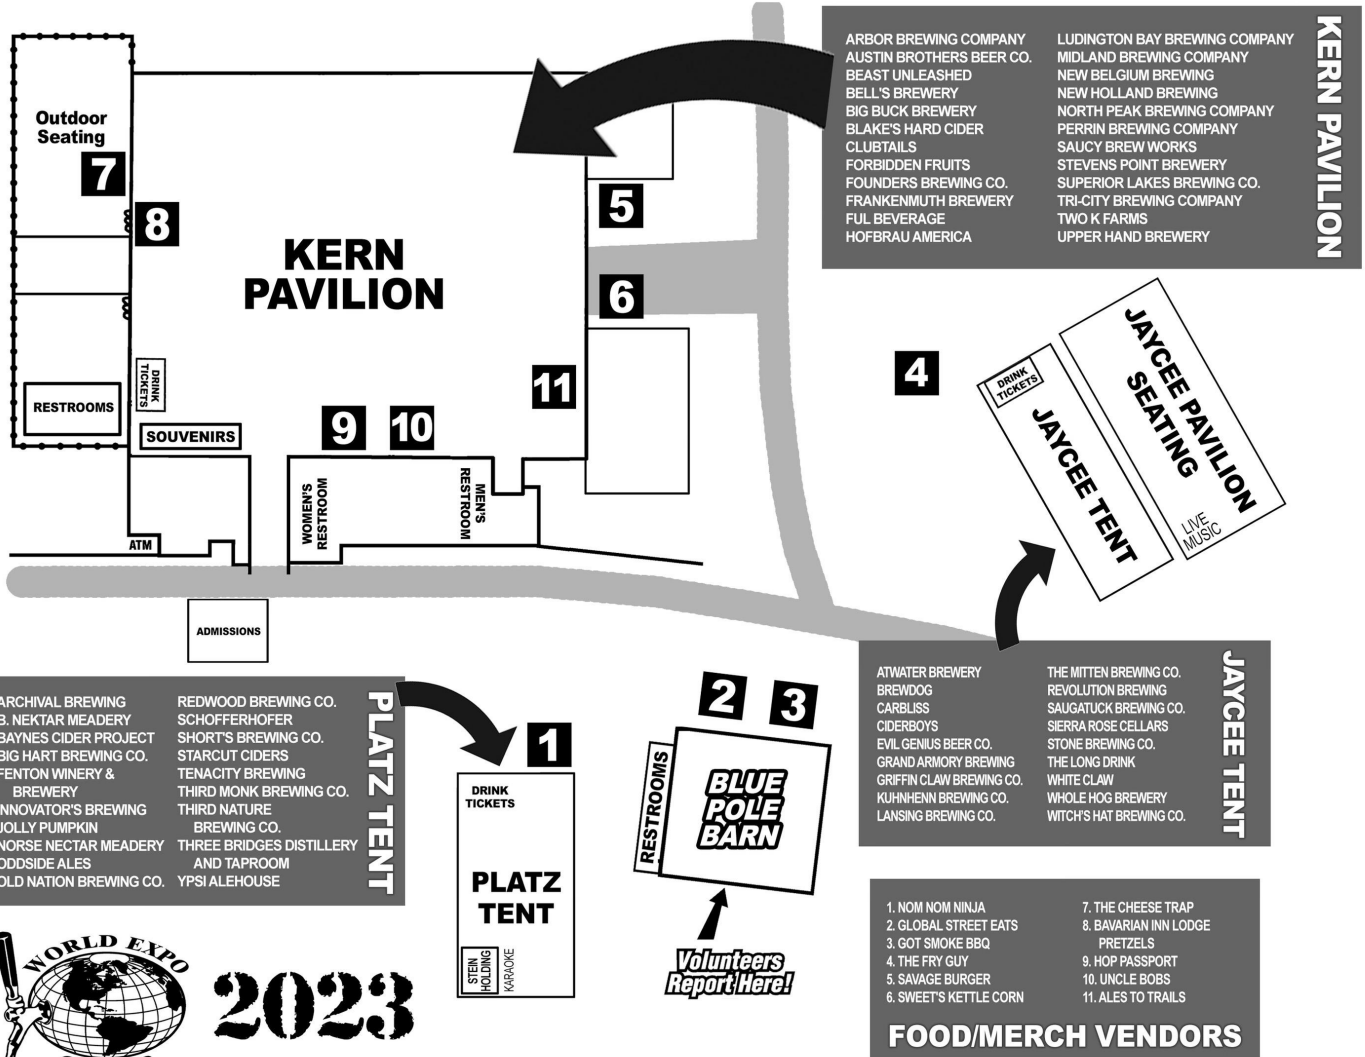 Outdoor
Seating
7
8
KERN
PAVILION
5
6
DRINK
TICKETS
RESTROOMS
SOUVENIRS
9
10
11
WOMEN'S
RESTROOM
MEN'S
RESTROOM
ATM
ADMISSIONS
KERN PAVILION
ARBOR BREWING COMPANY
AUSTIN BROTHERS BEER CO.
BEAST UNLEASHED
BELL'S BREWERY
BIG BUCK BREWERY
BLAKE'S HARD CIDER
CLUBTAILS
FORBIDDEN FRUITS
FOUNDERS BREWING CO.
FRANKENMUTH BREWERY
FUL BEVERAGE
HOFBRAU AMERICA
LUDINGTON BAY BREWING COMPANY
MIDLAND BREWING COMPANY
NEW BELGIUM BREWING
NEW HOLLAND BREWING
NORTH PEAK BREWING COMPANY
PERRIN BREWING COMPANY
SAUCY BREW WORKS
STEVENS POINT BREWERY
SUPERIOR LAKES BREWING CO.
TRI-CITY BREWING COMPANY
TWO K FARMS
UPPER HAND BREWERY
4
DRINK
TICKETS
JAYCEE TENT
JAYCEE PAVILION
SEATING
LIVE
MUSIC
ARCHIVAL BREWING
B. NEKTAR MEADERY
BAYNES CIDER PROJECT
BIG HART BREWING CO.
FENTON WINERY &
BREWERY
INNOVATOR'S BREWING
JOLLY PUMPKIN
NORSE NECTAR MEADERY
ODDSIDE ALES
OLD NATION BREWING CO.
REDWOOD BREWING CO.
SCHOFFERHOFER
SHORT'S BREWING CO.
STARCUT CIDERS
TENACITY BREWING
THIRD MONK BREWING CO.
THIRD NATURE
BREWING CO.
THREE BRIDGES DISTILLERY
AND TAPROOM
YPSI ALEHOUSE
PLATZ TENT
1
DRINK
TICKETS
PLATZ
TENT
STEIN
HOLDING
KARAOKE
2
3
RESTROOMS
BLUE
POLE
BARN
Volunteers
Report Here!
ATWATER BREWERY
BREWDOG
CARBLISS
CIDERBOYS
EVIL GENIUS BEER CO.
GRAND ARMORY BREWING
GRIFFIN CLAW BREWING CO.
KUHNHENN BREWING CO.
LANSING BREWING CO.
THE MITTEN BREWING CO.
REVOLUTION BREWING
SAUGATUCK BREWING CO.
SIERRA ROSE CELLARS
STONE BREWING CO.
THE LONG DRINK
WHITE CLAW
WHOLE HOG BREWERY
WITCH'S HAT BREWING CO.
JAYCEE TENT
1. NOM NOM NINJA
2. GLOBAL STREET EATS
3. GOT SMOKE BBQ
4. THE FRY GUY
5. SAVAGE BURGER
6. SWEET'S KETTLE CORN
7. THE CHEESE TRAP
8. BAVARIAN INN LODGE
PRETZELS
9. HOP PASSPORT
10. UNCLE BOBS
11. ALES TO TRAILS
FOOD/MERCH VENDORS
WORLD EXPO
2023